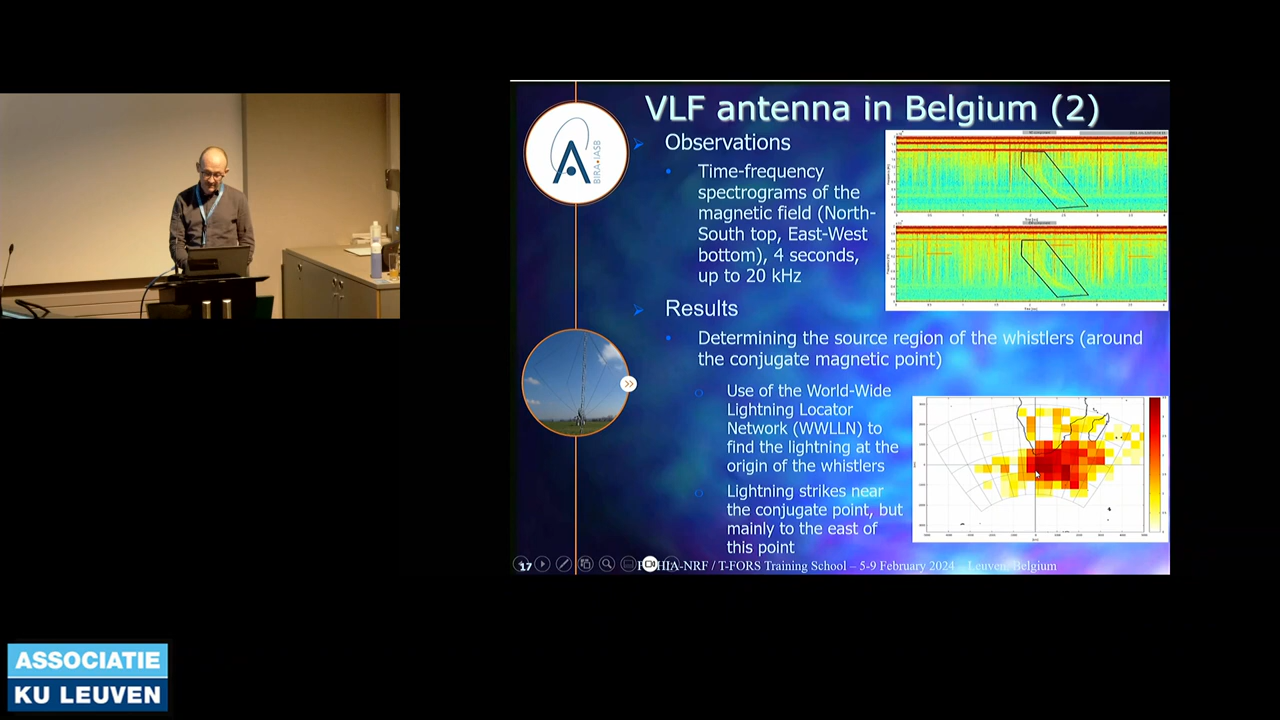 VLF antenna in Belgium (2)
BIRA•IASB
Observations
Time-frequency
spectrograms of the
magnetic field (North-
South top, East-West
bottom), 4 seconds,
up to 20 kHz
Results
Determining the source region of the whistlers (around
the conjugate magnetic point)
Use of the World-Wide
Lightning Locator
Network (WWLLN) to
find the lightning at the
origin of the whistlers
Lightning strikes near
the conjugate point, but
mainly to the east of
this point
17
HIA-NRF / T-FORS Training School – 5-9 February 2024 – Leuven, Belgium
ASSOCIATIE
KU LEUVEN